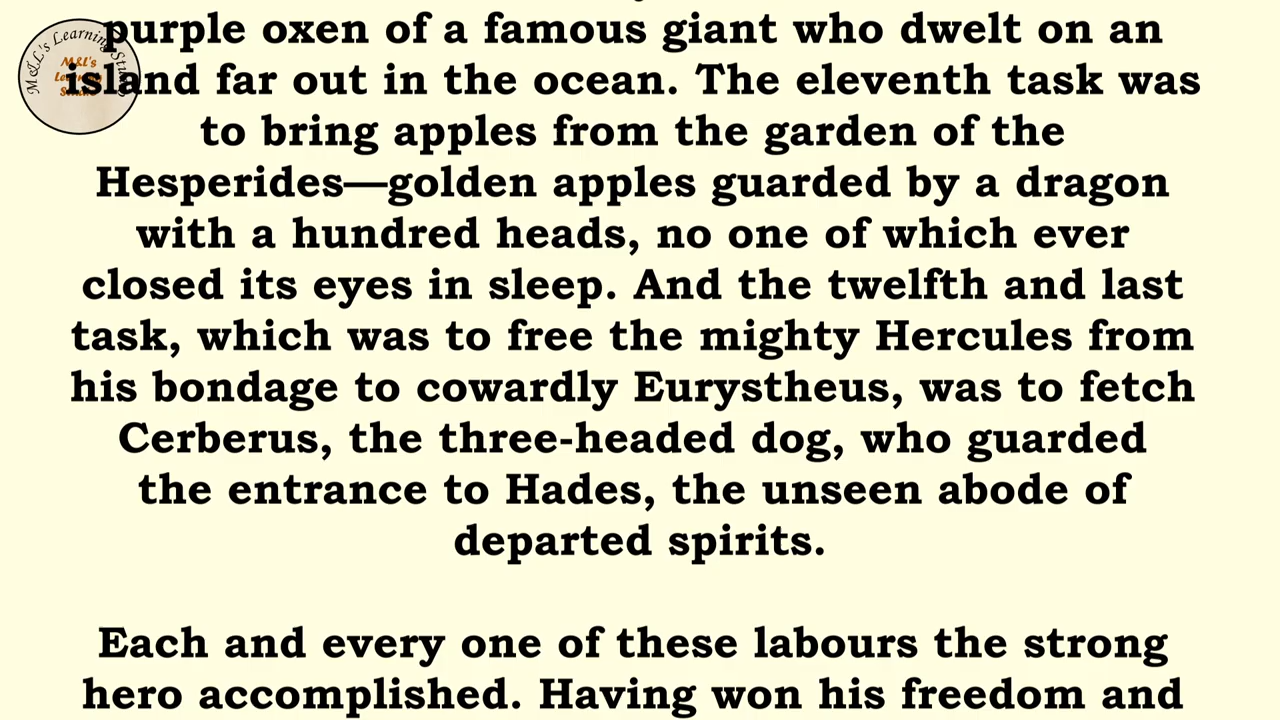 purple oxen of a famous giant who dwelt on an
island far out in the ocean. The eleventh task was
to bring apples from the garden of the
Hesperides—golden apples guarded by a dragon
with a hundred heads, no one of which ever
closed its eyes in sleep. And the twelfth and last
task, which was to free the mighty Hercules from
his bondage to cowardly Eurystheus, was to fetch
Cerberus, the three-headed dog, who guarded
the entrance to Hades, the unseen abode of
departed spirits.
Each and every one of these labours the strong
hero accomplished. Having won his freedom and
M&L's Learning Studio
M&L's